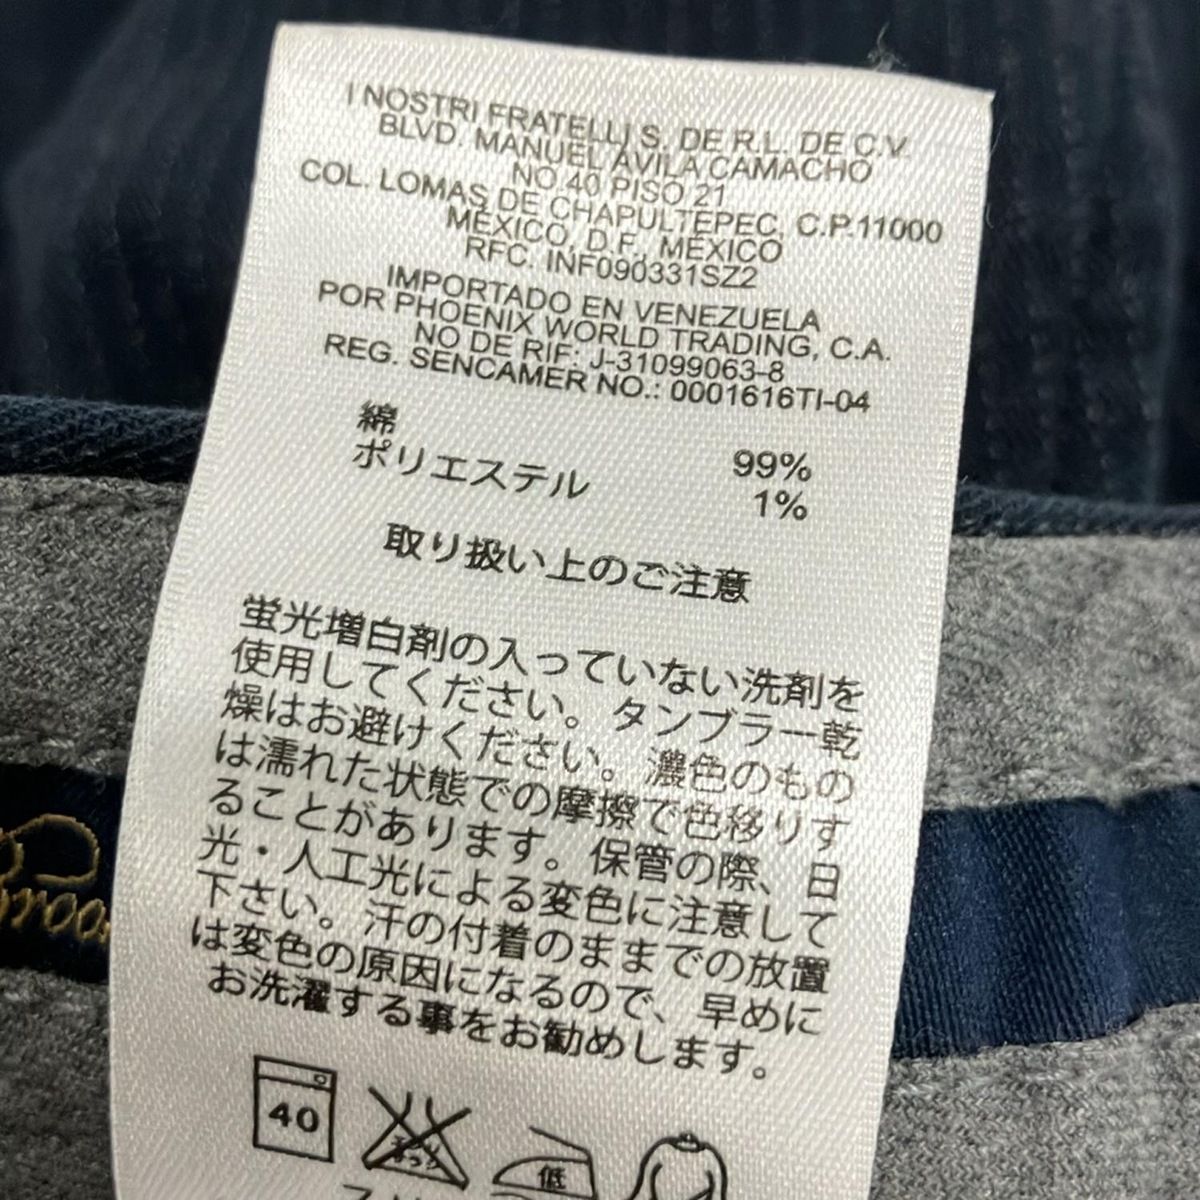 I NOSTRI FRATELLI S. DE R.L. DE C.V.
BLVD. MANUEL ÁVILA CAMACHO
NO.40 PISO 21
COL. LOMAS DE CHAPULTEPEC, C.P.11000
MÉXICO, D.F., MÉXICO
RFC. INF090331SZ2
IMPORTADO EN VENEZUELA
POR PHOENIX WORLD TRADING, C.A.
NO DE RIF: J-31099063-8
REG. SENCAMER NO.: 0001616TI-04
綿 99%
ポリエステル 1%
取り扱い上のご注意
蛍光増白剤の入っていない洗剤を
使用してください。タンブラー乾
燥はお避けください。濃色のもの
は濡れた状態での摩擦で色移りす
ることがあります。保管の際、日
光・人工光による変色に注意して
下さい。汗の付着のままでの放置
は変色の原因になるので、早めに
お洗濯する事をお勧めします。
40
低